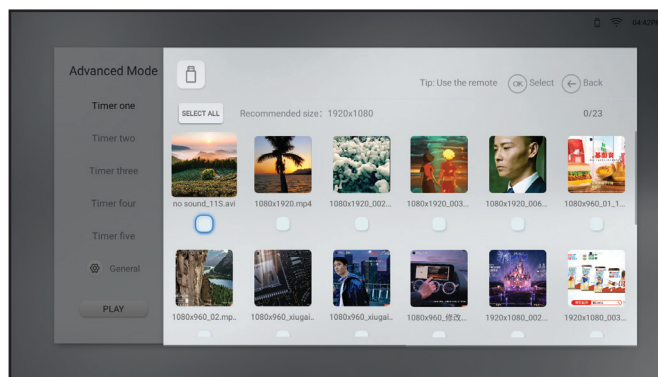 04:42PM
Advanced Mode
Tip: Use the remote OK Select Back
Timer one
SELECT ALL Recommended size: 1920x1080 0/23
Timer two
Timer three
no sound_11S.avi 1080x1920.mp4 1080x1920_002... 1080x1920_003... 1080x1920_006... 1080x960_01_1...
Timer four
Timer five
General
PLAY
1080x960_02.mp.. 1080x960_xiugai.. 1080x960_xiugai.. 1080x960_修改... 1920x1080_002... 1920x1080_003...